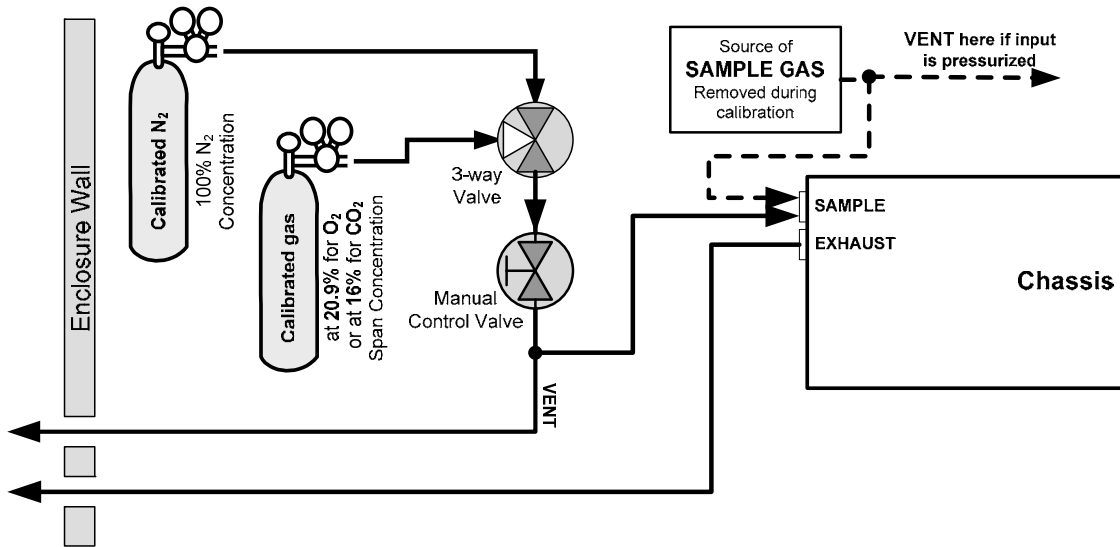 Enclosure Wall
Calibrated N₂
100% N₂
Concentration
Calibrated gas
at 20.9% for O₂
or at 16% for CO₂
Span Concentration
3-way
Valve
Manual
Control Valve
VENT
Source of
SAMPLE GAS
Removed during
calibration
VENT here if input
is pressurized
SAMPLE
EXHAUST
Chassis